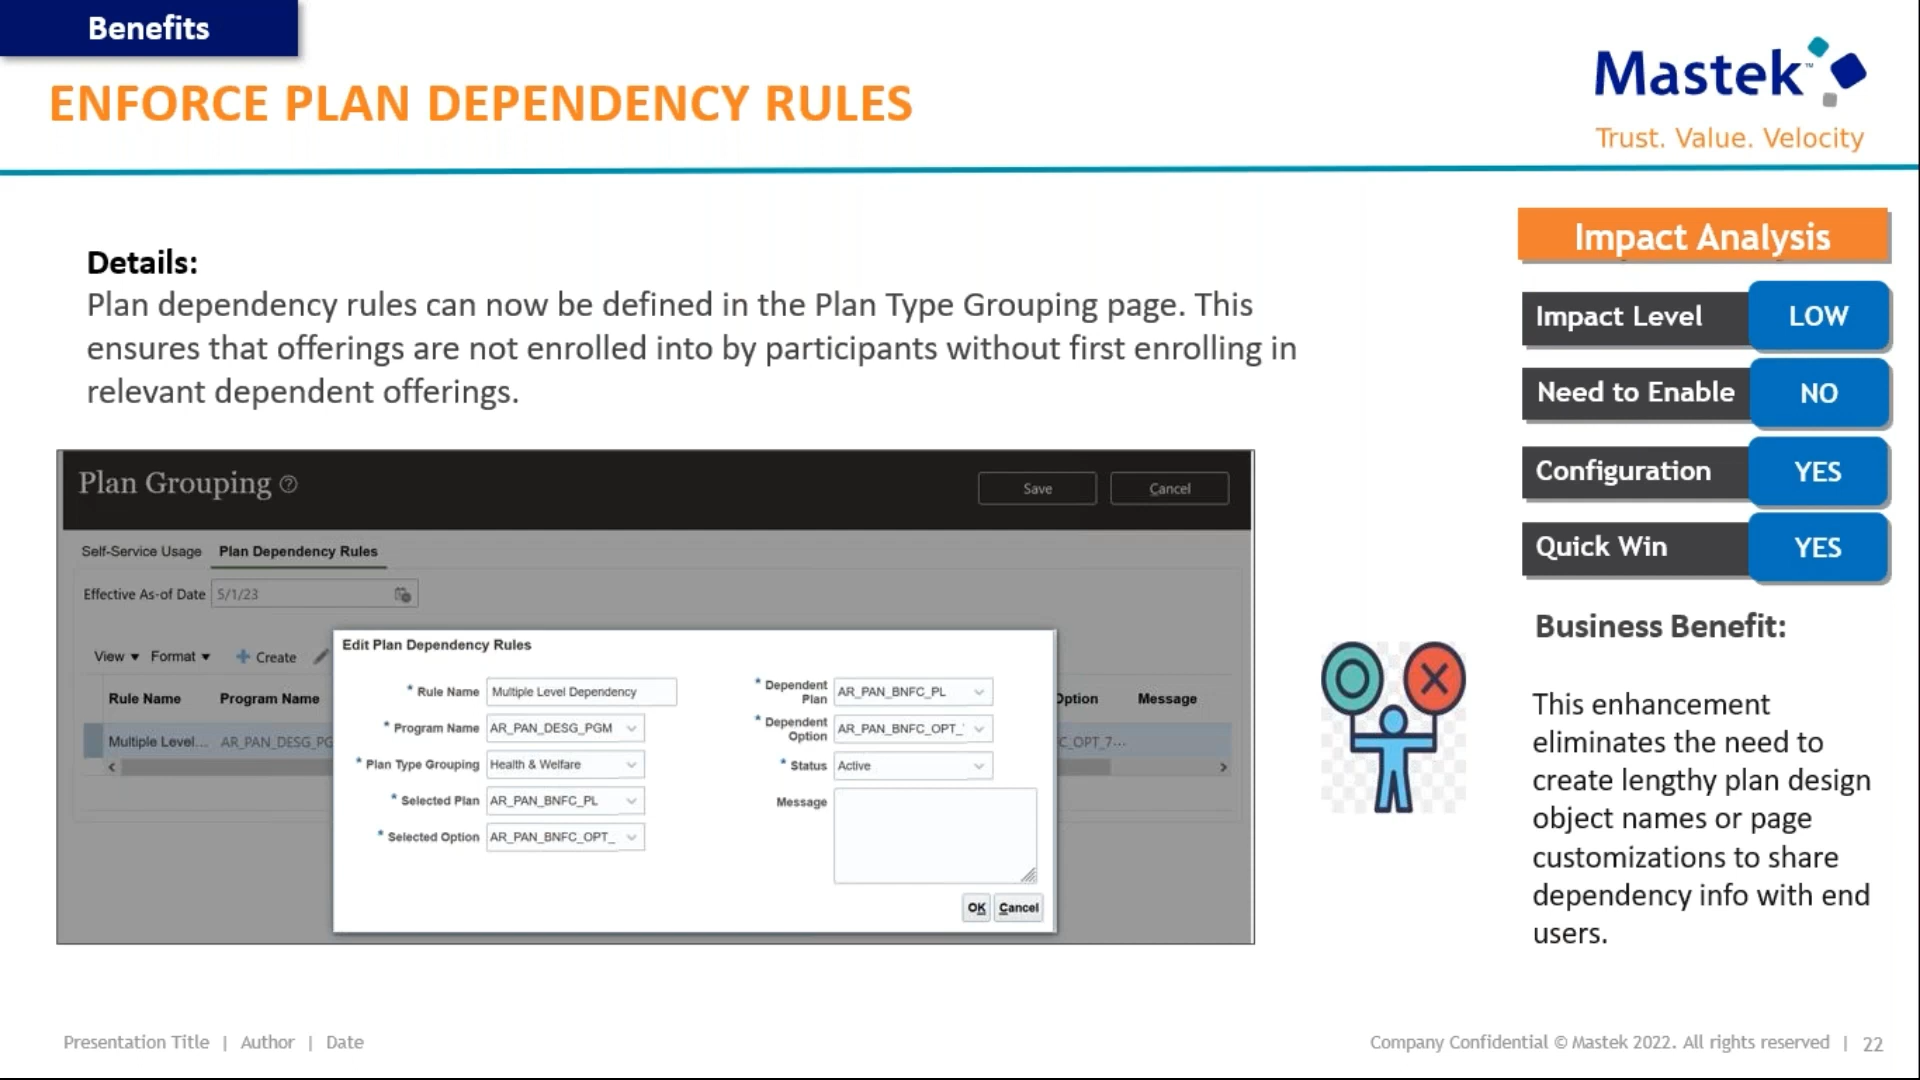 Benefits
ENFORCE PLAN DEPENDENCY RULES
Mastek™
Trust. Value. Velocity
Details:
Plan dependency rules can now be defined in the Plan Type Grouping page. This
ensures that offerings are not enrolled into by participants without first enrolling in
relevant dependent offerings.
Plan Grouping
Save
Cancel
Self-Service Usage
Plan Dependency Rules
Effective As-of Date 5/1/23
View Format Create
Rule Name Program Name
Option Message
Multiple Level... AR_PAN_DESG_PG
C_OPT_7...
Edit Plan Dependency Rules
* Rule Name Multiple Level Dependency
* Program Name AR_PAN_DESG_PGM
* Plan Type Grouping Health & Welfare
* Selected Plan AR_PAN_BNFC_PL
* Selected Option AR_PAN_BNFC_OPT_
* Dependent
Plan
AR_PAN_BNFC_PL
* Dependent
Option
AR_PAN_BNFC_OPT_
* Status Active
Message
OK Cancel
Impact Analysis
Impact Level LOW
Need to Enable NO
Configuration YES
Quick Win YES
Business Benefit:
This enhancement
eliminates the need to
create lengthy plan design
object names or page
customizations to share
dependency info with end
users.
Presentation Title | Author | Date
Company Confidential © Mastek 2022. All rights reserved | 22